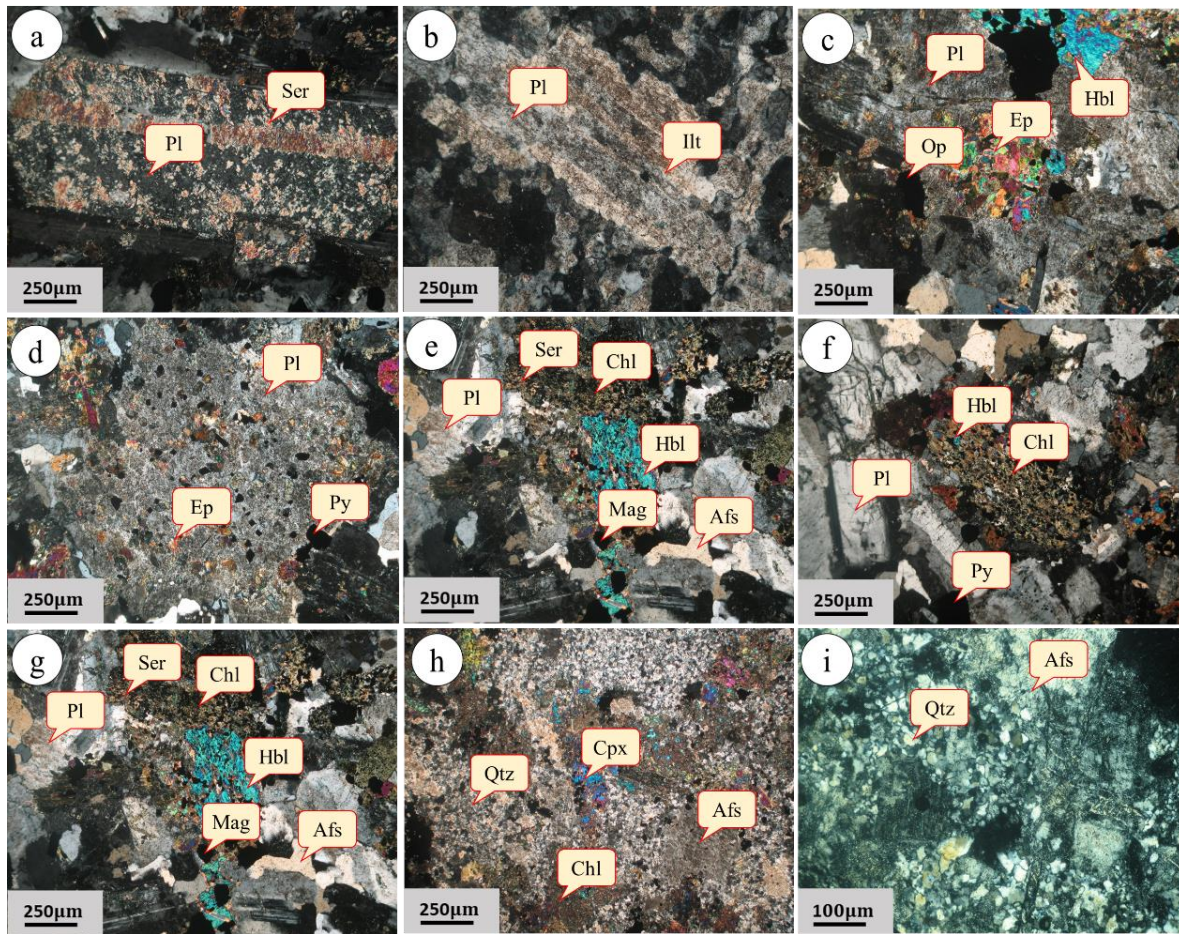 a
Ser
Pl
250μm
b
Pl
Ilt
250μm
c
Pl
Hbl
Ep
Op
250μm
d
Pl
Ep
Py
250μm
e
Ser
Chl
Pl
Hbl
Mag
Afs
250μm
f
Hbl
Chl
Pl
Py
250μm
g
Ser
Chl
Pl
Hbl
Mag
Afs
250μm
h
Cpx
Qtz
Afs
Chl
250μm
i
Afs
Qtz
100μm